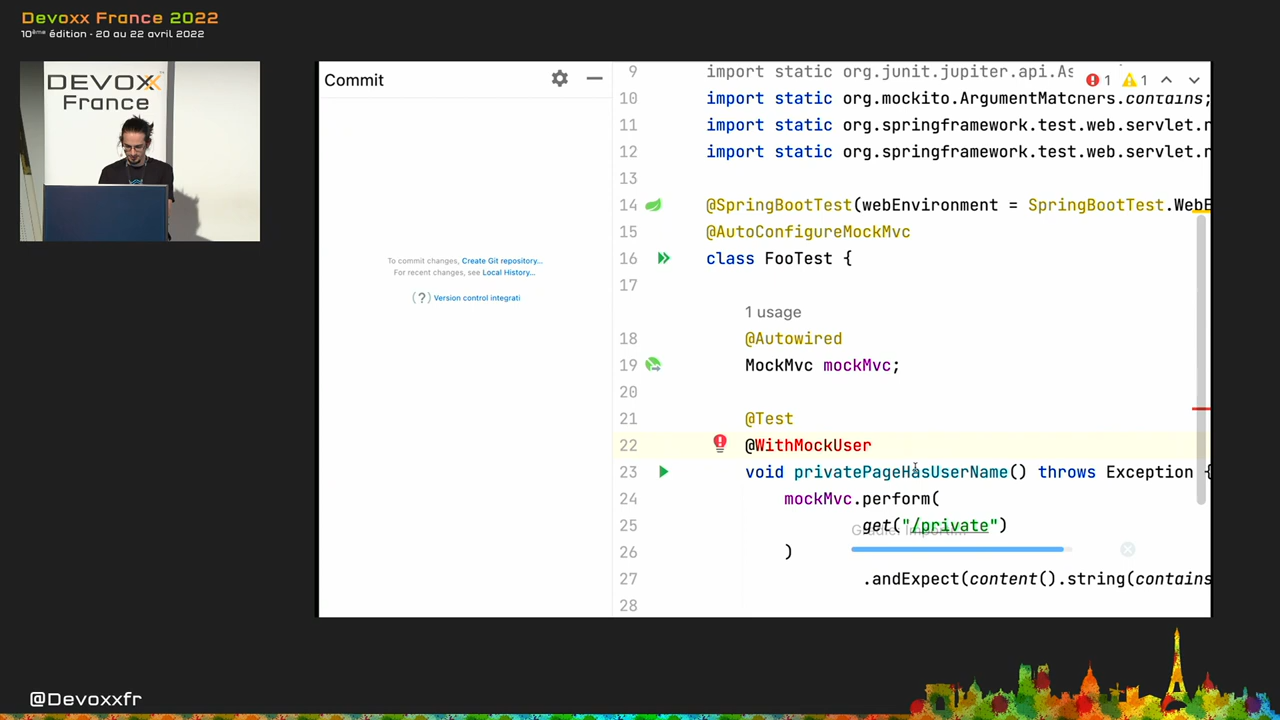 Devoxx France 2022
10ème édition · 20 au 22 avril 2022
DEVOXX™
France
Commit
To commit changes, Create Git repository...
For recent changes, see Local History...
(?) Version control integrati
9 import static org.junit.jupiter.api.As
1 1
10 import static org.mockito.ArgumentMatchers.contains;
11 import static org.springframework.test.web.servlet.r
12 import static org.springframework.test.web.servlet.r
13
14 @SpringBootTest(webEnvironment = SpringBootTest.WebE
15 @AutoConfigureMockMvc
16 class FooTest {
17
1 usage
18 @Autowired
19 MockMvc mockMvc;
20
21 @Test
22 @WithMockUser
23 void privatePageHasUserName() throws Exception {
24 mockMvc.perform(
25 get("/private")
Gradle: Import...
26 )
27 .andExpect(content().string(contains
28
@Devoxxfr